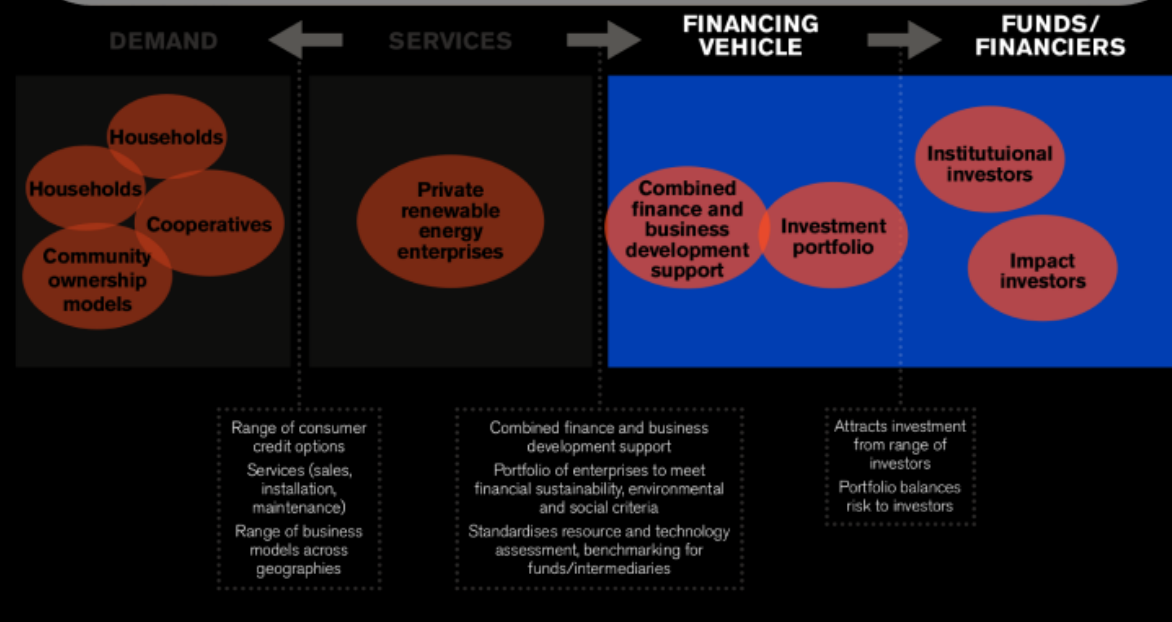 DEMAND
SERVICES
FINANCING
VEHICLE
FUNDS/
FINANCIERS
Households
Households
Cooperatives
Community
ownership
models
Private
renewable
energy
enterprises
Combined
finance and
business
development
support
Investment
portfolio
Institutuional
investors
Impact
investors
Range of consumer
credit options
Services (sales,
installation,
maintenance)
Range of business
models across
geographies
Combined finance and business
development support
Portfolio of enterprises to meet
financial sustainability, environmental
and social criteria
Standardises resource and technology
assessment, benchmarking for
funds/intermediaries
Attracts investment
from range of
investors
Portfolio balances
risk to investors